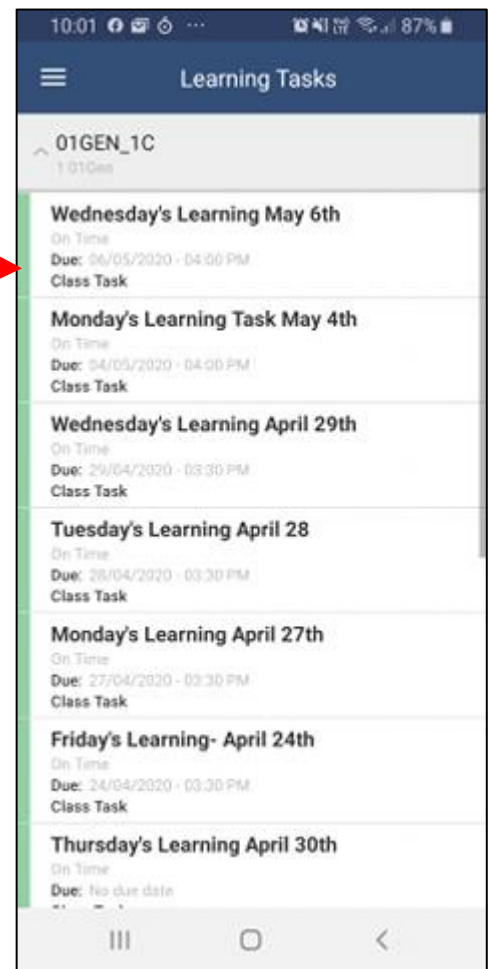 10:01 ··· 87%
Learning Tasks
01GEN_1C
1 01Gen
Wednesday's Learning May 6th
On Time
Due: 06/05/2020 - 04:00 PM
Class Task
Monday's Learning Task May 4th
On Time
Due: 04/05/2020 - 04:00 PM
Class Task
Wednesday's Learning April 29th
On Time
Due: 29/04/2020 - 03:30 PM
Class Task
Tuesday's Learning April 28
On Time
Due: 28/04/2020 - 03:30 PM
Class Task
Monday's Learning April 27th
On Time
Due: 27/04/2020 - 03:30 PM
Class Task
Friday's Learning- April 24th
On Time
Due: 24/04/2020 - 03:30 PM
Class Task
Thursday's Learning April 30th
On Time
Due: No due date